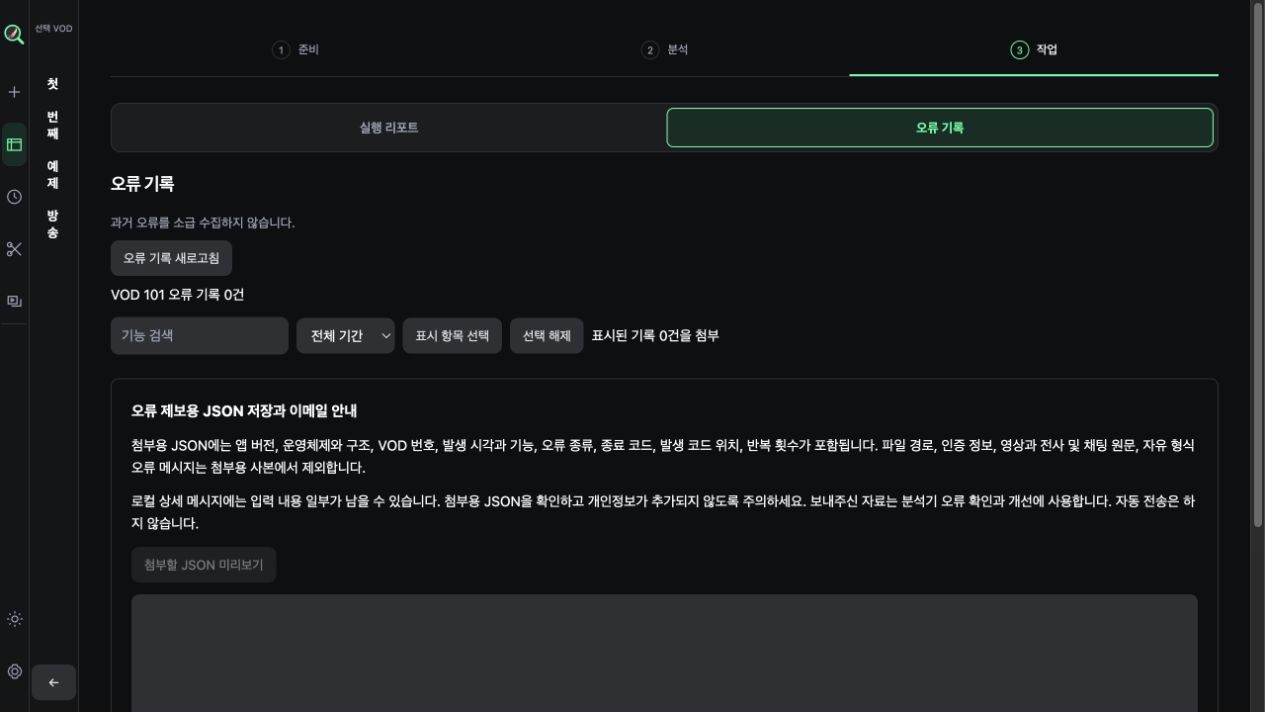 선택 VOD
첫
번
째
예
제
방
송
1 준비
2 분석
3 작업
실행 리포트
오류 기록
오류 기록
과거 오류를 소급 수집하지 않습니다.
오류 기록 새로고침
VOD 101 오류 기록 0건
기능 검색
전체 기간
표시 항목 선택
선택 해제
표시된 기록 0건을 첨부
오류 제보용 JSON 저장과 이메일 안내
첨부용 JSON에는 앱 버전, 운영체제와 구조, VOD 번호, 발생 시각과 기능, 오류 종류, 종료 코드, 발생 코드 위치, 반복 횟수가 포함됩니다. 파일 경로, 인증 정보, 영상과 전사 및 채팅 원문, 자유 형식
오류 메시지는 첨부용 사본에서 제외합니다.
로컬 상세 메시지에는 입력 내용 일부가 남을 수 있습니다. 첨부용 JSON을 확인하고 개인정보가 추가되지 않도록 주의하세요. 보내주신 자료는 분석기 오류 확인과 개선에 사용합니다. 자동 전송은 하
지 않습니다.
첨부할 JSON 미리보기